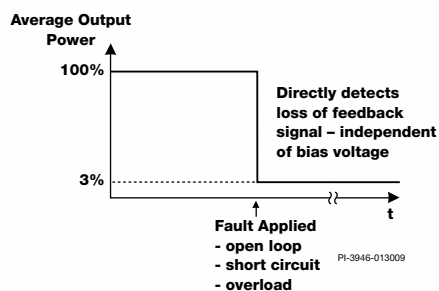 Average Output
Power
100%
Directly detects
loss of feedback
signal – independent
of bias voltage
3%
t
Fault Applied
- open loop
- short circuit
- overload
PI-3946-013009